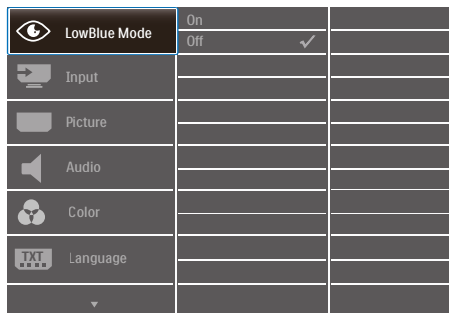 LowBlue Mode
On
Off
Input
Picture
Audio
Color
TXT
Language